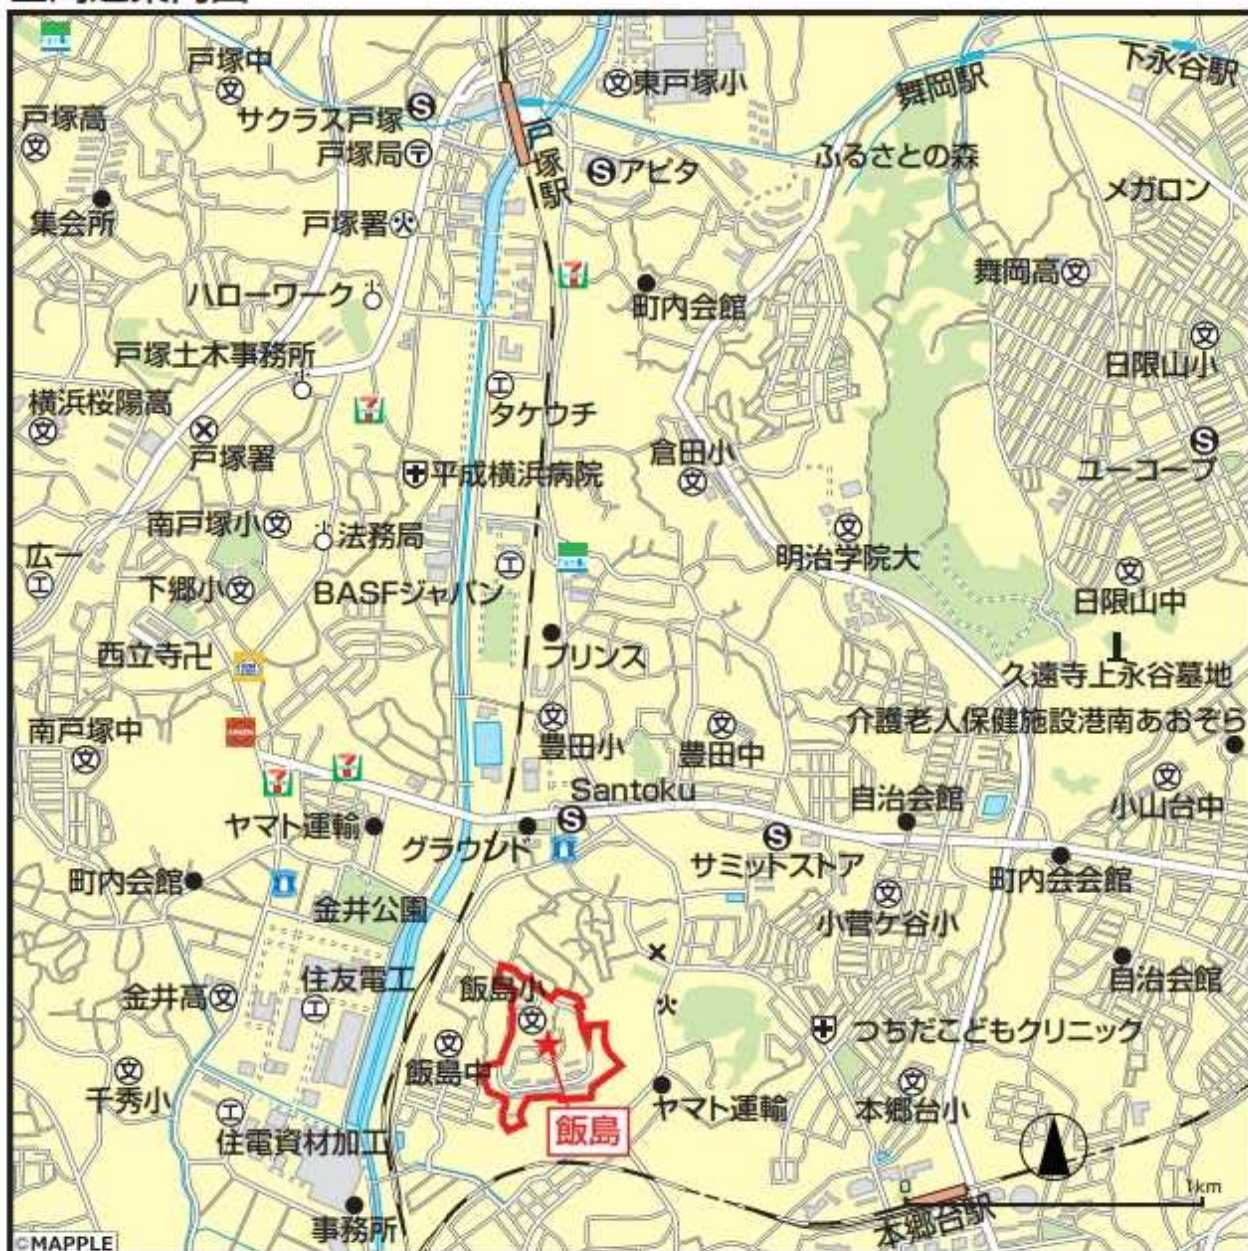 戸塚中
東戸塚小
舞岡駅
下永谷駅
戸塚高
サクラス戸塚
戸塚局
戸塚駅
アピタ
ふるさとの森
メガロン
集会所
戸塚署
舞岡高
ハローワーク
町内会館
戸塚土木事務所
日限山小
横浜桜陽高
タケウチ
戸塚署
倉田小
ユーコープ
平成横浜病院
南戸塚小
法務局
明治学院大
広一
下郷小
BASFジャパン
日限山中
西立寺
プリンス
久遠寺上永谷墓地
南戸塚中
豊田小
豊田中
介護老人保健施設港南あおぞら
Santoku
自治会館
小山台中
ヤマト運輸
グラウンド
サミットストア
町内会館
町内会会館
金井公園
小菅ケ谷小
住友電工
飯島小
自治会館
金井高
つちだこどもクリニック
飯島中
千秀小
ヤマト運輸
本郷台小
飯島
住電資材加工
1km
事務所
本郷台駅
©MAPPLE